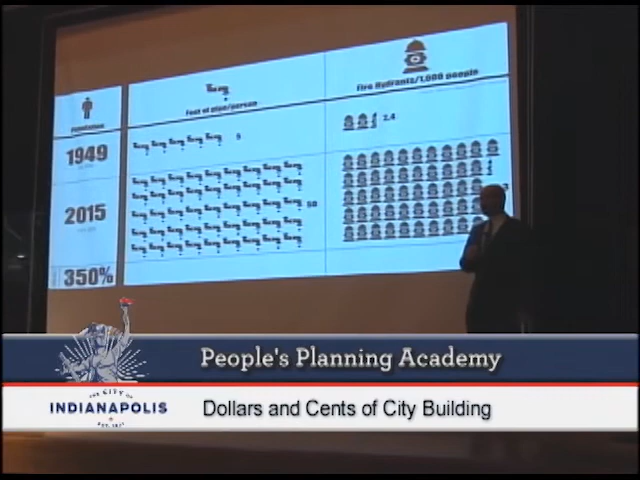 Population
Feet of pipe/person
Fire Hydrants/1,000 people
1949
5
2.4
2015
50
350%
People's Planning Academy
THE CITY OF
INDIANAPOLIS
EST. 1821
Dollars and Cents of City Building